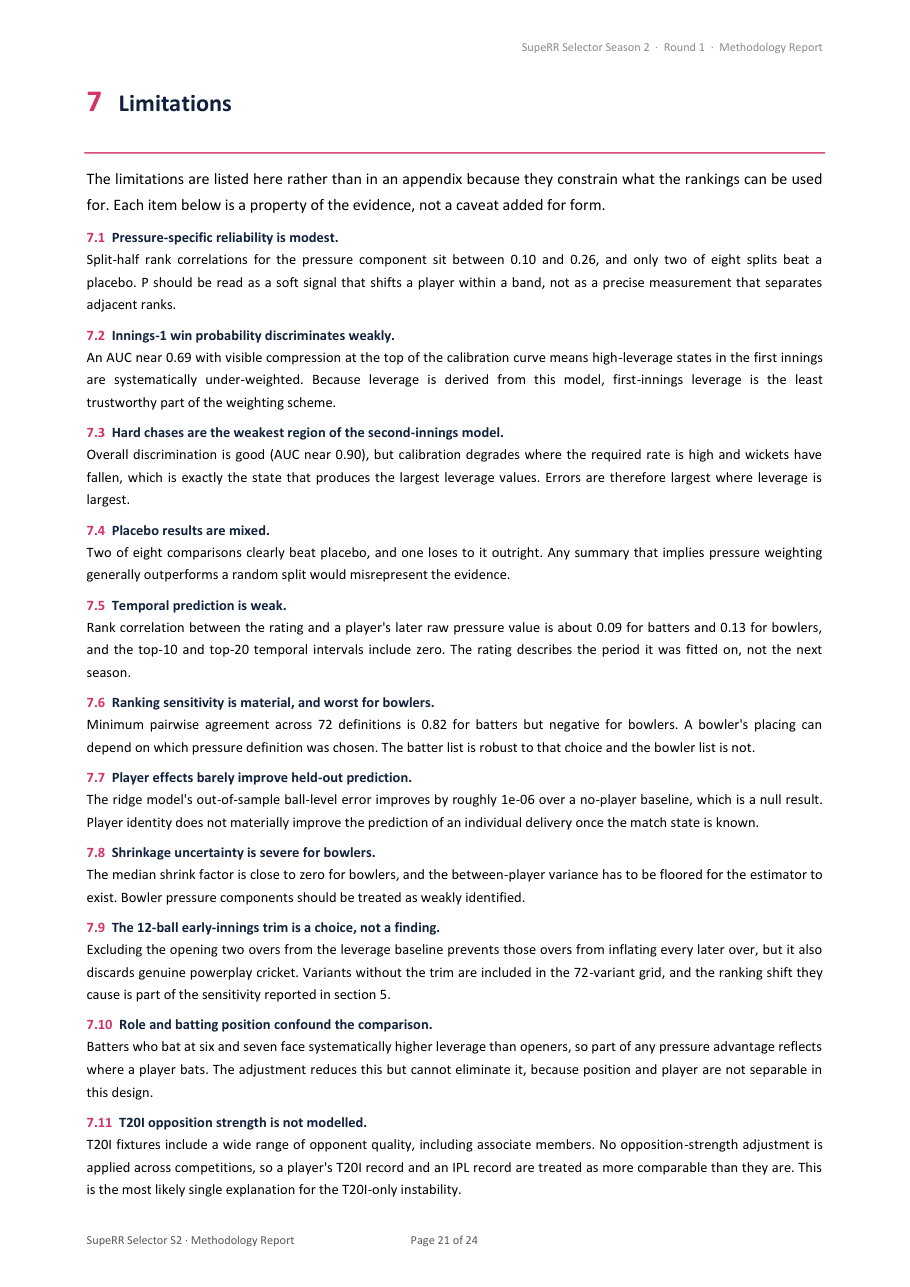 SupeRR Selector Season 2 · Round 1 · Methodology Report
7 Limitations
The limitations are listed here rather than in an appendix because they constrain what the rankings can be used
for. Each item below is a property of the evidence, not a caveat added for form.
7.1 Pressure-specific reliability is modest.
Split-half rank correlations for the pressure component sit between 0.10 and 0.26, and only two of eight splits beat a
placebo. P should be read as a soft signal that shifts a player within a band, not as a precise measurement that separates
adjacent ranks.
7.2 Innings-1 win probability discriminates weakly.
An AUC near 0.69 with visible compression at the top of the calibration curve means high-leverage states in the first innings
are systematically under-weighted. Because leverage is derived from this model, first-innings leverage is the least
trustworthy part of the weighting scheme.
7.3 Hard chases are the weakest region of the second-innings model.
Overall discrimination is good (AUC near 0.90), but calibration degrades where the required rate is high and wickets have
fallen, which is exactly the state that produces the largest leverage values. Errors are therefore largest where leverage is
largest.
7.4 Placebo results are mixed.
Two of eight comparisons clearly beat placebo, and one loses to it outright. Any summary that implies pressure weighting
generally outperforms a random split would misrepresent the evidence.
7.5 Temporal prediction is weak.
Rank correlation between the rating and a player's later raw pressure value is about 0.09 for batters and 0.13 for bowlers,
and the top-10 and top-20 temporal intervals include zero. The rating describes the period it was fitted on, not the next
season.
7.6 Ranking sensitivity is material, and worst for bowlers.
Minimum pairwise agreement across 72 definitions is 0.82 for batters but negative for bowlers. A bowler's placing can
depend on which pressure definition was chosen. The batter list is robust to that choice and the bowler list is not.
7.7 Player effects barely improve held-out prediction.
The ridge model's out-of-sample ball-level error improves by roughly 1e-06 over a no-player baseline, which is a null result.
Player identity does not materially improve the prediction of an individual delivery once the match state is known.
7.8 Shrinkage uncertainty is severe for bowlers.
The median shrink factor is close to zero for bowlers, and the between-player variance has to be floored for the estimator to
exist. Bowler pressure components should be treated as weakly identified.
7.9 The 12-ball early-innings trim is a choice, not a finding.
Excluding the opening two overs from the leverage baseline prevents those overs from inflating every later over, but it also
discards genuine powerplay cricket. Variants without the trim are included in the 72-variant grid, and the ranking shift they
cause is part of the sensitivity reported in section 5.
7.10 Role and batting position confound the comparison.
Batters who bat at six and seven face systematically higher leverage than openers, so part of any pressure advantage reflects
where a player bats. The adjustment reduces this but cannot eliminate it, because position and player are not separable in
this design.
7.11 T20I opposition strength is not modelled.
T20I fixtures include a wide range of opponent quality, including associate members. No opposition-strength adjustment is
applied across competitions, so a player's T20I record and an IPL record are treated as more comparable than they are. This
is the most likely single explanation for the T20I-only instability.
SupeRR Selector S2 · Methodology Report Page 21 of 24